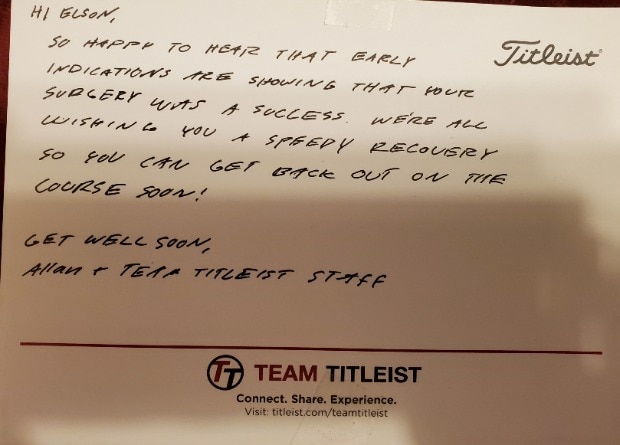 HI ELSON,
SO HAPPY TO HEAR THAT EARLY
Titleist®
INDICATIONS ARE SHOWING THAT YOUR
SURGERY WAS A SUCCESS. WE'RE ALL
WISHING YOU A SPEEDY RECOVERY
SO YOU CAN GET BACK OUT ON THE
COURSE SOON!
GET WELL SOON,
Allan + TEAM TITLEIST STAFF
TT TEAM TITLEIST
Connect. Share. Experience.
Visit: titleist.com/teamtitleist